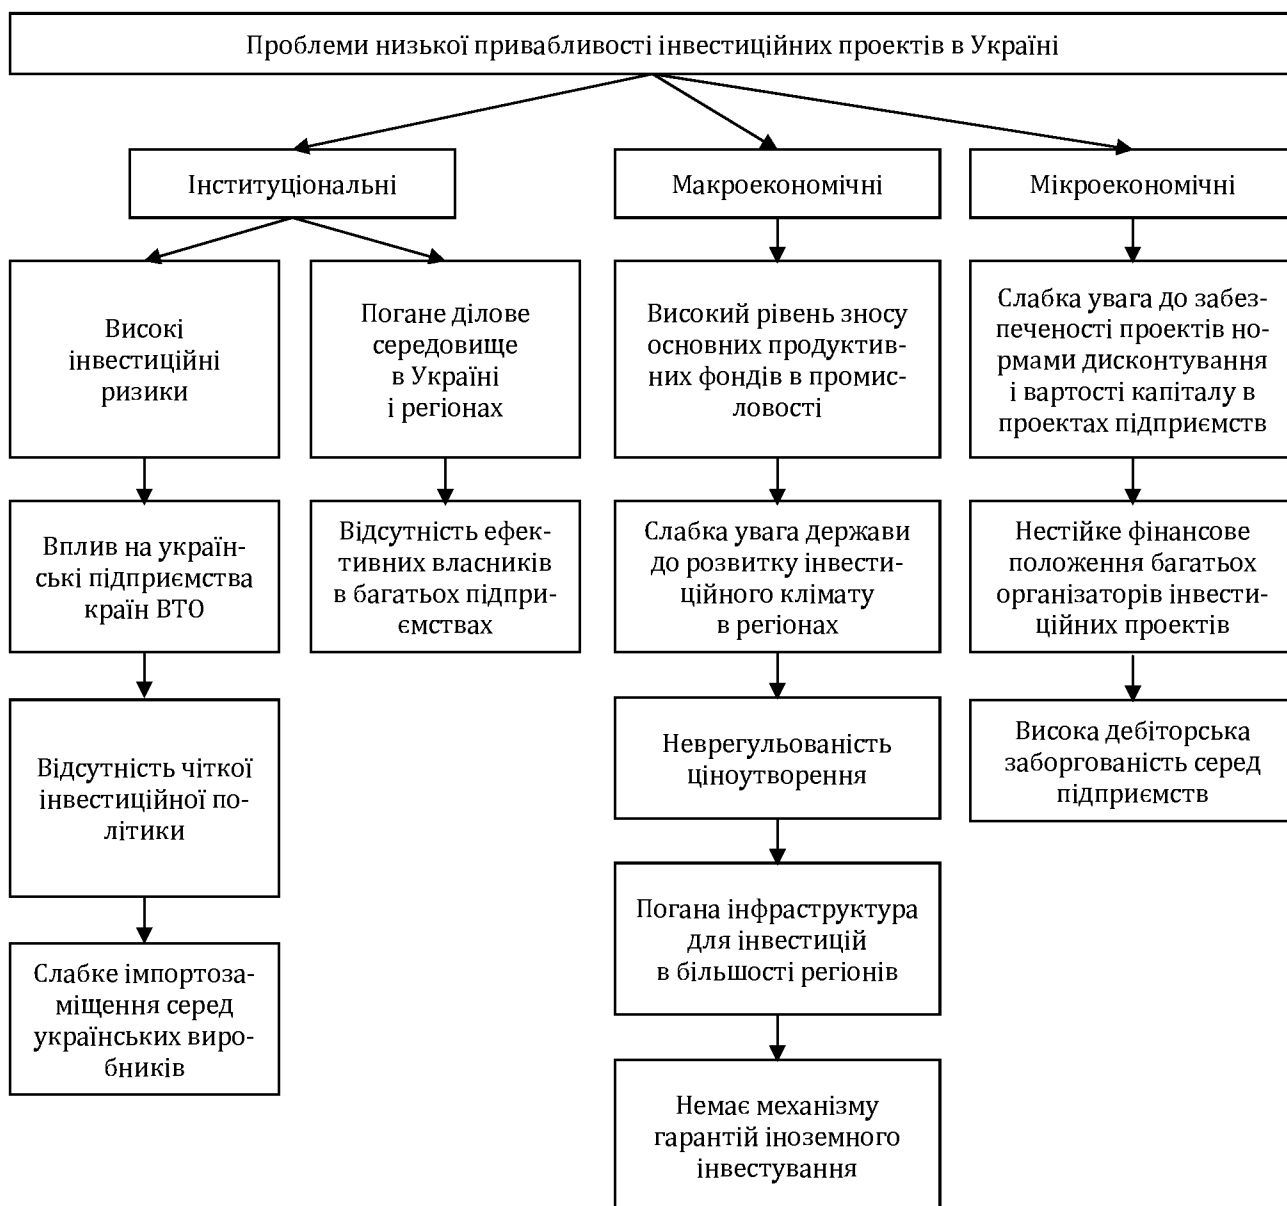 Проблеми низької привабливості інвестиційних проектів в Україні
Інституціональні
Макроекономічні
Мікроекономічні
Високі
інвестиційні
ризики
Погане ділове
середовище
в Україні
і регіонах
Високий рівень зносу
основних продуктив-
них фондів в промис-
ловості
Слабка увага до забез-
печеності проектів но-
рмами дисконтування
і вартості капіталу в
проектах підприємств
Вплив на україн-
ські підприємства
країн ВТО
Відсутність ефек-
тивних власників
в багатьох підпри-
ємствах
Слабка увага держави
до розвитку інвести-
ційного клімату
в регіонах
Нестійке фінансове
положення багатьох
організаторів інвести-
ційних проектів
Відсутність чіткої
інвестиційної по-
літики
Неврегульованість
ціноутворення
Висока дебіторська
заборгованість серед
підприємств
Слабке імпортоза-
міщення серед
українських виро-
бників
Погана інфраструктура
для інвестицій
в більшості регіонів
Немає механізму
гарантій іноземного
інвестування